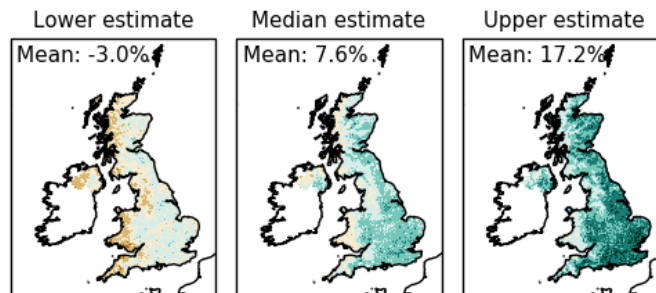 Lower estimate
Median estimate
Upper estimate
Mean: -3.0%
Mean: 7.6%
Mean: 17.2%